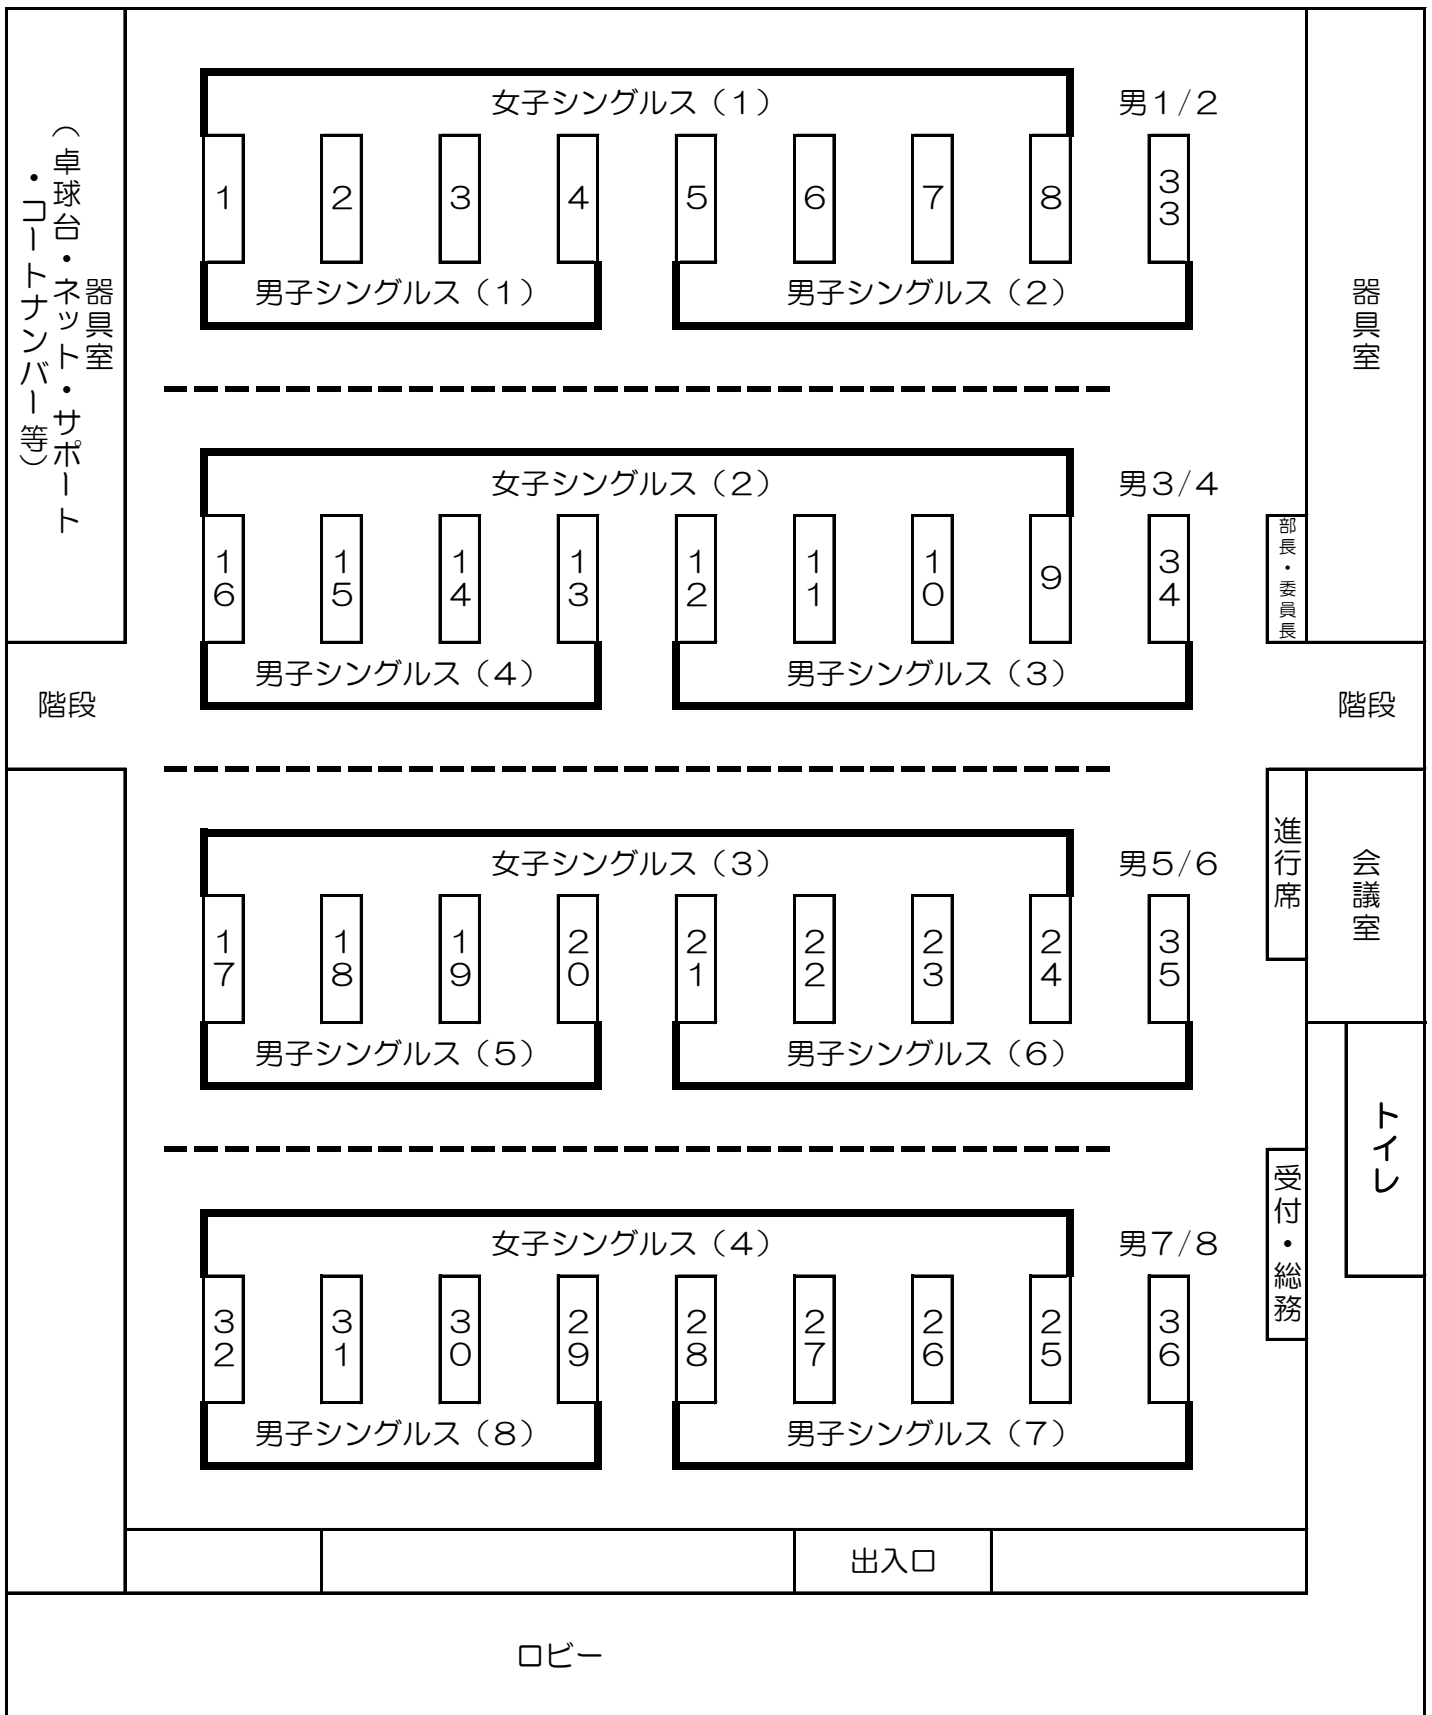 女子シングルス（１）
男１/２
1
2
3
4
5
6
7
8
33
男子シングルス（１）
男子シングルス（２）
器具室
（卓球台・ネット・サポート
・コートナンバー等）
器具室
女子シングルス（２）
男３/４
16
15
14
13
12
11
10
9
34
部長・委員長
男子シングルス（４）
男子シングルス（３）
階段
階段
女子シングルス（３）
男５/６
17
18
19
20
21
22
23
24
35
進行席
会議室
男子シングルス（５）
男子シングルス（６）
トイレ
女子シングルス（４）
男７/８
32
31
30
29
28
27
26
25
36
受付・総務
男子シングルス（８）
男子シングルス（７）
出入口
ロビー